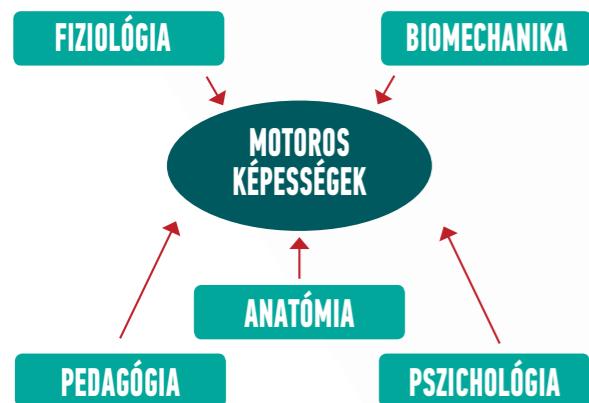 FIZIOLÓGIA
BIOMECHANIKA
MOTOROS
KÉPESSÉGEK
ANATÓMIA
PEDAGÓGIA
PSZICHOLÓGIA